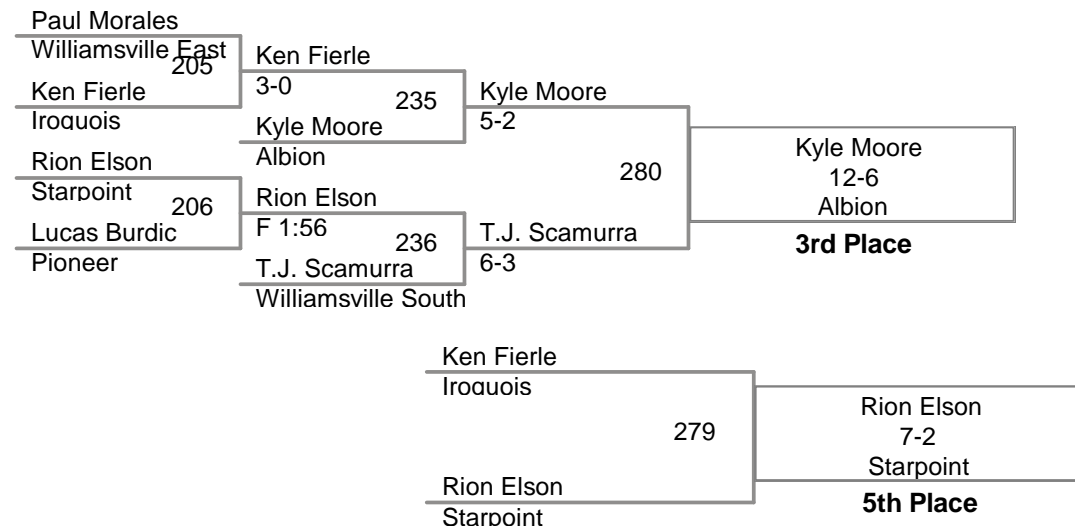 Paul Morales
Williamsville East
205
Ken Fierle
Iroquois
Ken Fierle
3-0
235
Kyle Moore
Albion
Kyle Moore
5-2
Rion Elson
Starpoint
206
Lucas Burdic
Pioneer
Rion Elson
F 1:56
236
T.J. Scamurra
Williamsville South
T.J. Scamurra
6-3
280
Kyle Moore
12-6
Albion
3rd Place
Ken Fierle
Iroquois
279
Rion Elson
Starpoint
Rion Elson
7-2
Starpoint
5th Place